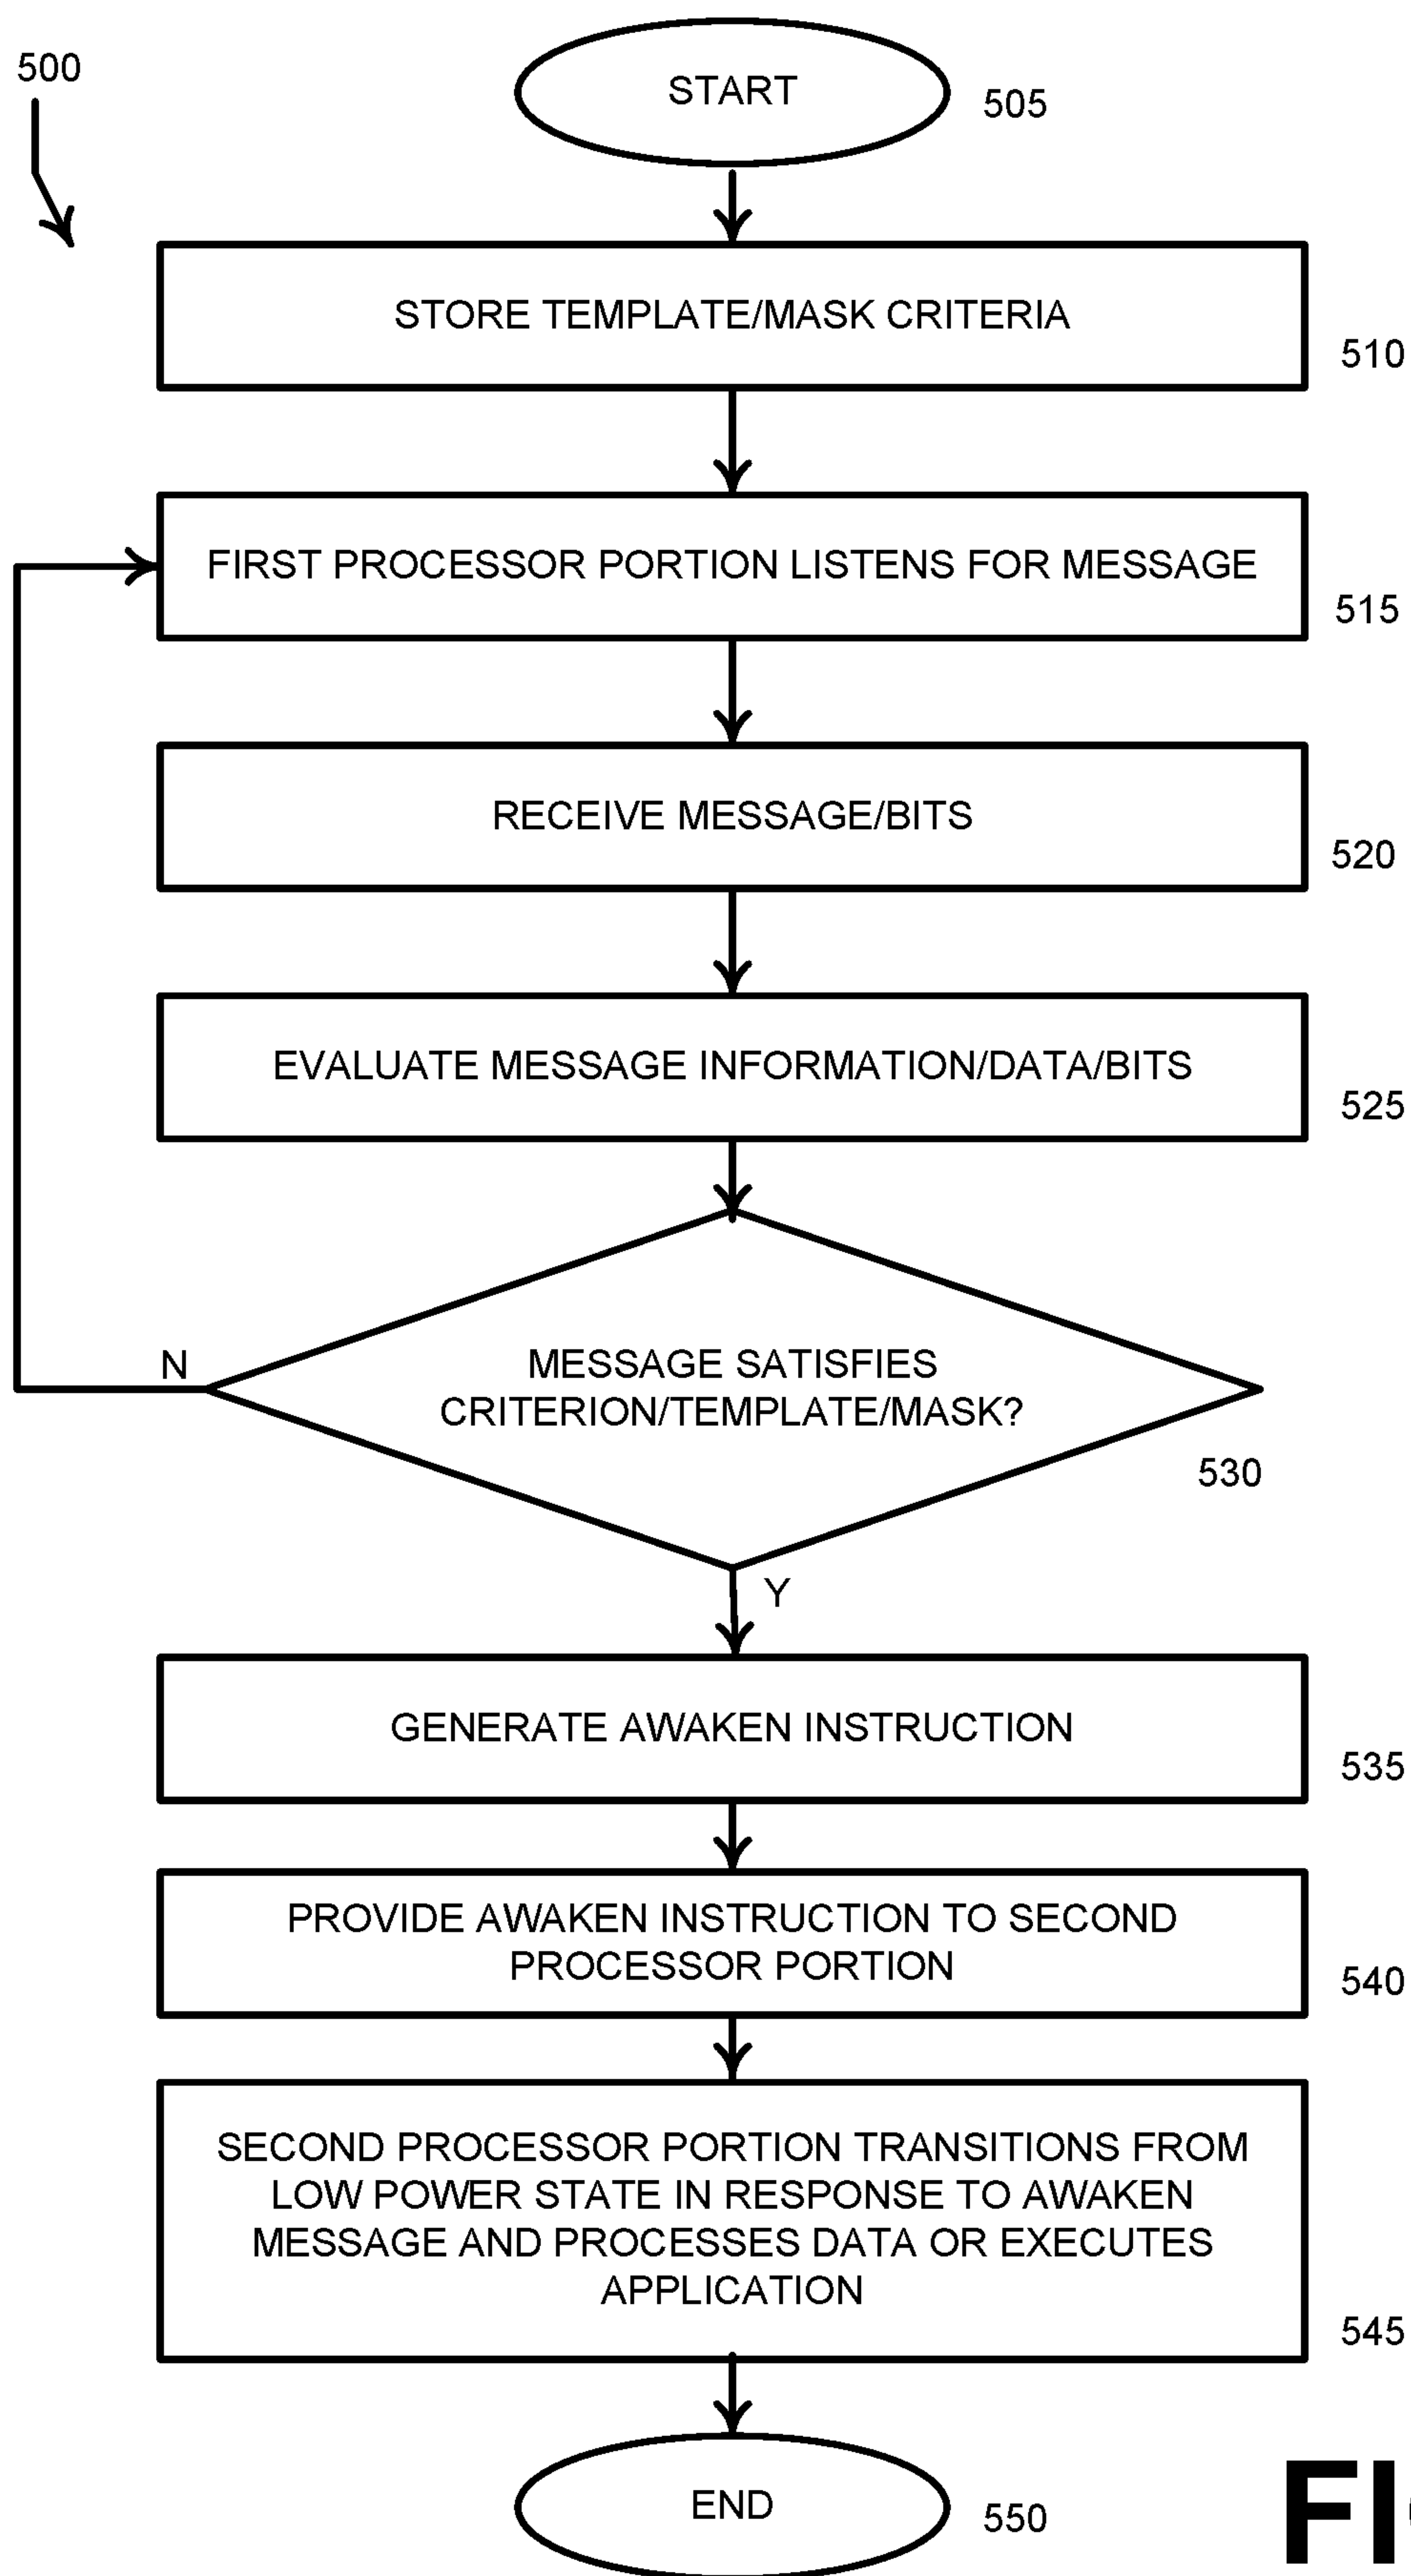 500
START
505
STORE TEMPLATE/MASK CRITERIA
510
FIRST PROCESSOR PORTION LISTENS FOR MESSAGE
515
RECEIVE MESSAGE/BITS
520
EVALUATE MESSAGE INFORMATION/DATA/BITS
525
N
MESSAGE SATISFIES
CRITERION/TEMPLATE/MASK?
530
Y
GENERATE AWAKEN INSTRUCTION
535
PROVIDE AWAKEN INSTRUCTION TO SECOND
PROCESSOR PORTION
540
SECOND PROCESSOR PORTION TRANSITIONS FROM
LOW POWER STATE IN RESPONSE TO AWAKEN
MESSAGE AND PROCESSES DATA OR EXECUTES
APPLICATION
545
END
550